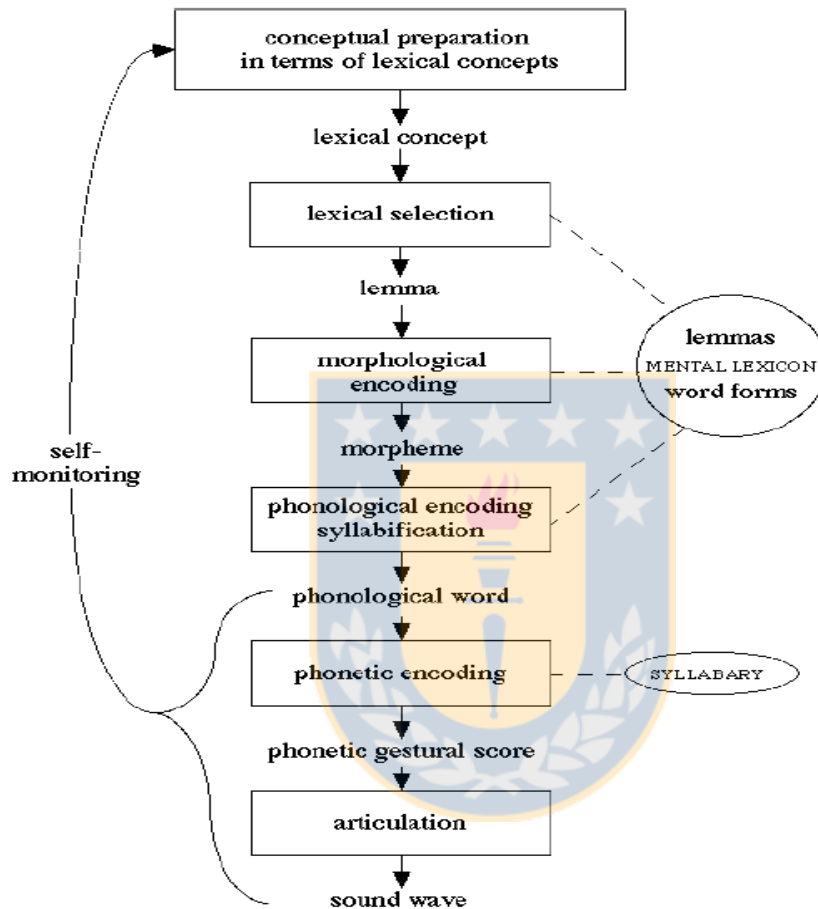 conceptual preparation
in terms of lexical concepts
lexical concept
lexical selection
lemma
lemmas
MENTAL LEXICON
word forms
morphological
encoding
self-
monitoring
morpheme
phonological encoding
syllabification
phonological word
phonetic encoding
SYLLABARY
phonetic gestural score
articulation
sound wave